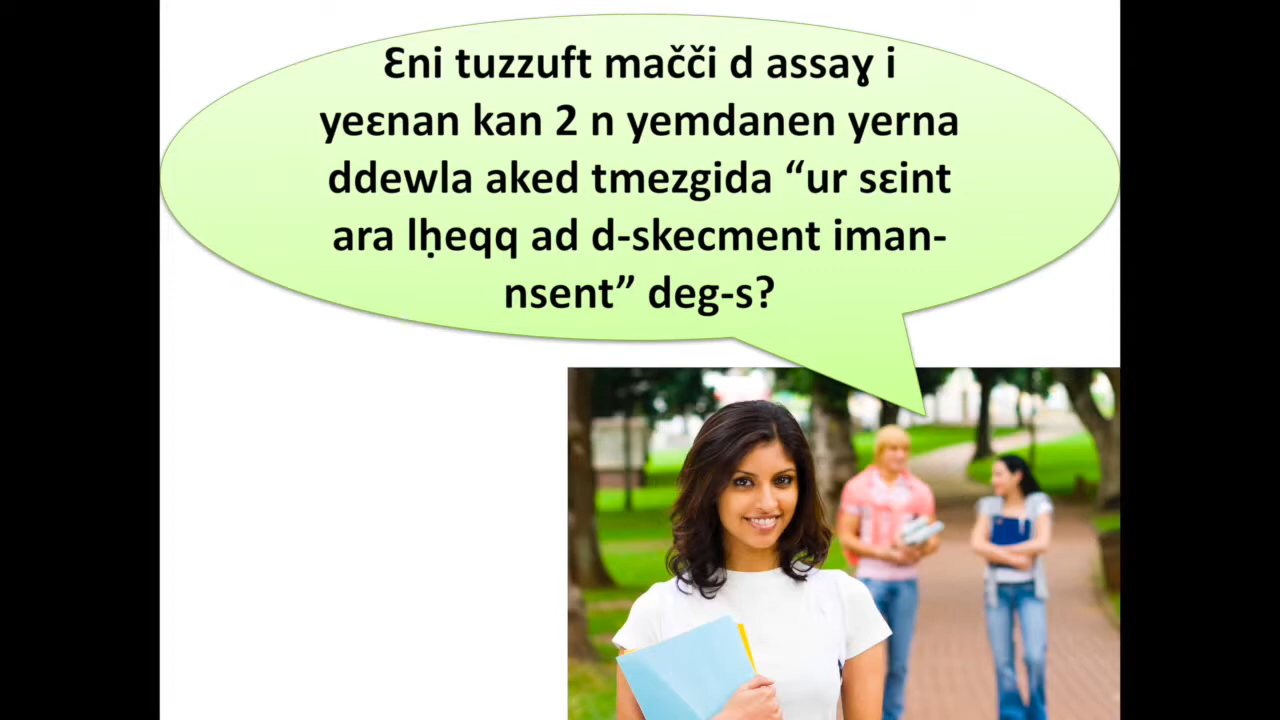 Ɛni tuzzuft mačči d assaɣ i
yeɛnan kan 2 n yemdanen yerna
ddewla aked tmezgida “ur sɛint
ara lḥeqq ad d-skecment iman-
nsent” deg-s?